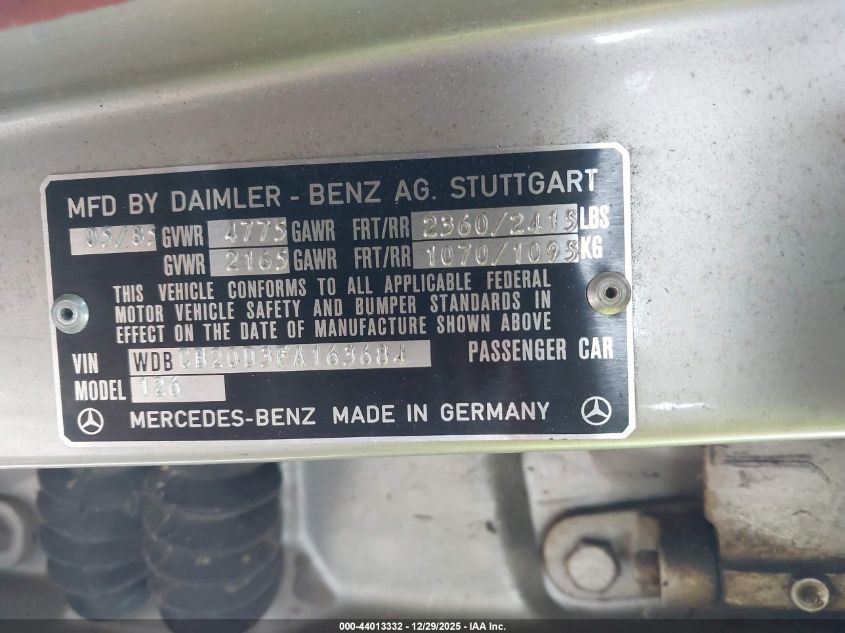 MFD BY DAIMLER - BENZ AG. STUTTGART
05/85 GVWR 4775 GAWR FRT/RR 2360/2415 LBS
GVWR 2165 GAWR FRT/RR 1070/1095 KG
THIS VEHICLE CONFORMS TO ALL APPLICABLE FEDERAL
MOTOR VEHICLE SAFETY AND BUMPER STANDARDS IN
EFFECT ON THE DATE OF MANUFACTURE SHOWN ABOVE
VIN WDBCB20D3FA163684 PASSENGER CAR
MODEL 126
MERCEDES-BENZ MADE IN GERMANY
000-44013332 - 12/29/2025 - IAA Inc.